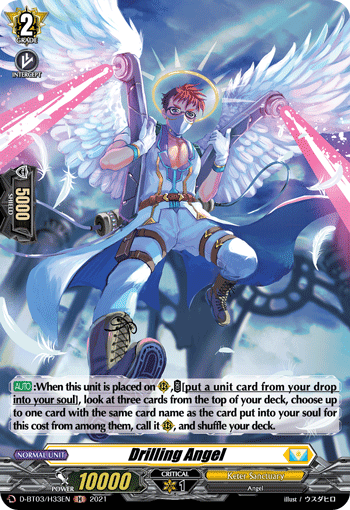 2
GRADE
INTERCEPT
5000
SHIELD
AUTO:When this unit is placed on , [put a unit card from your drop
into your soul], look at three cards from the top of your deck, choose up
to one card with the same card name as the card put into your soul for
this cost from among them, call it , and shuffle your deck.
NORMAL UNIT
Drilling Angel
POWER 10000
CRITICAL
1
Keter Sanctuary
Angel
D-BT03/H33EN H 2021
illust / ウスダヒロ